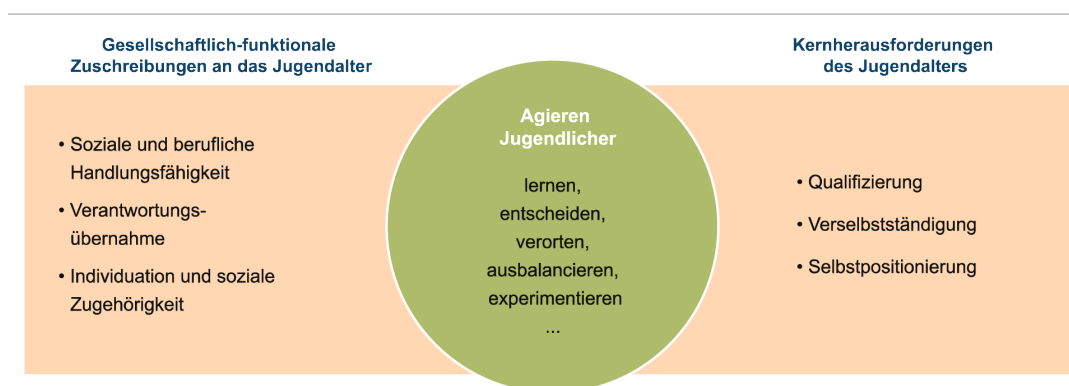 Gesellschaftlich-funktionale
Zuschreibungen an das Jugendalter
• Soziale und berufliche
Handlungsfähigkeit
• Verantwortungs-
übernahme
• Individuation und soziale
Zugehörigkeit
Agieren
Jugendlicher
lernen,
entscheiden,
verorten,
ausbalancieren,
experimentieren
...
Kernherausforderungen
des Jugendalters
• Qualifizierung
• Verselbstständigung
• Selbstpositionierung